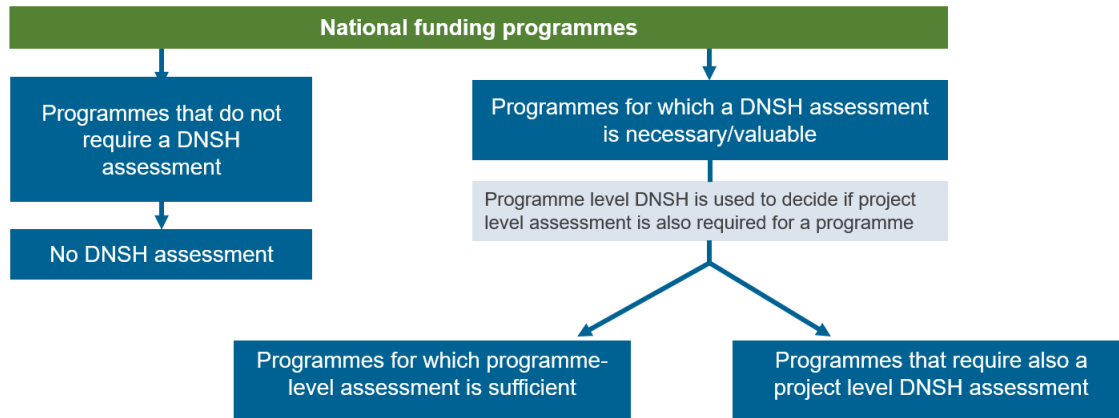 National funding programmes
Programmes that do not
require a DNSH
assessment
Programmes for which a DNSH assessment
is necessary/valuable
Programme level DNSH is used to decide if project
level assessment is also required for a programme
No DNSH assessment
Programmes for which programme-
level assessment is sufficient
Programmes that require also a
project level DNSH assessment